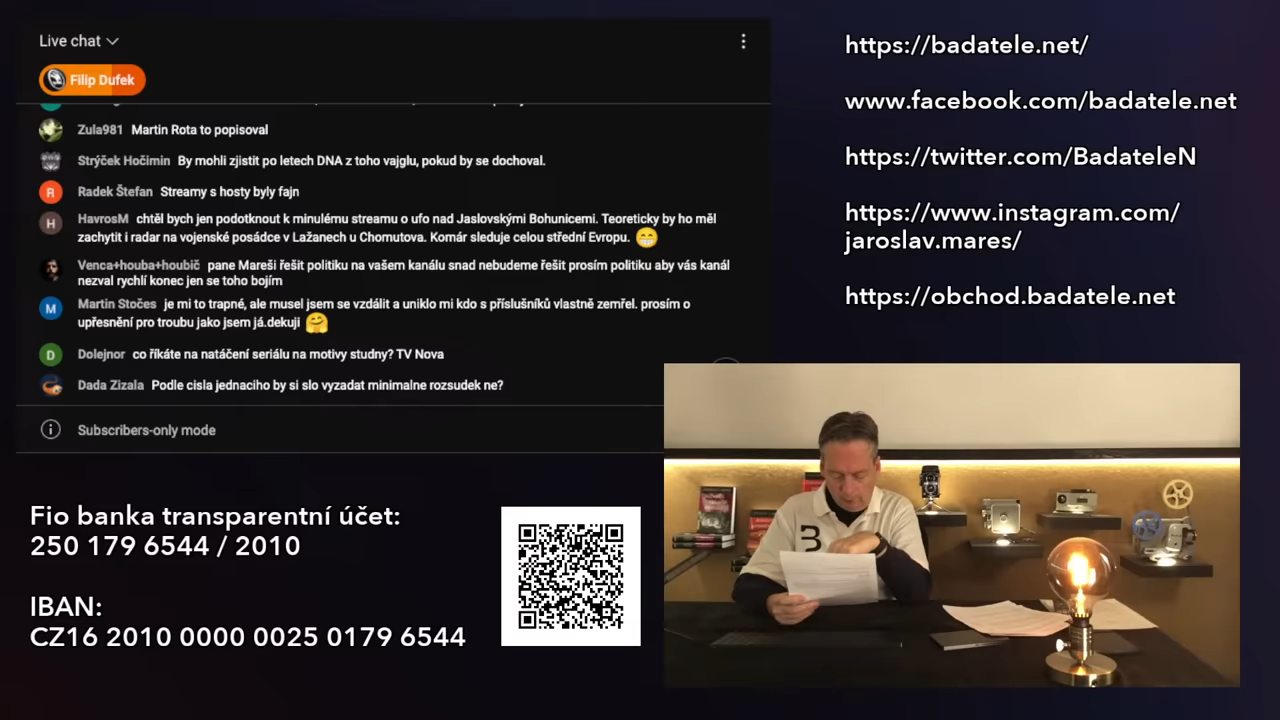 Live chat
Filip Dufek
Zula981 Martin Rota to popisoval
Strýček Hočimin By mohli zjistit po letech DNA z toho vajglu, pokud by se dochoval.
R
Radek Štefan Streamy s hosty byly fajn
H
HavrosM chtěl bych jen podotknout k minulému streamu o ufo nad Jaslovskými Bohunicemi. Teoreticky by ho měl
zachytit i radar na vojenské posádce v Lažanech u Chomutova. Komár sleduje celou střední Evropu. 😁
Venca+houba+houbič pane Mareši řešit politiku na vašem kanálu snad nebudeme řešit prosím politiku aby vás kanál
nezval rychlí konec jen se toho bojím
M
Martin Stočes je mi to trapné, ale musel jsem se vzdálit a uniklo mi kdo s příslušníků vlastně zemřel. prosím o
upřesnění pro troubu jako jsem já.dekuji 🤗
D
Dolejnor co říkáte na natáčení seriálu na motivy studny? TV Nova
Dada Zizala Podle cisla jednaciho by si slo vyzadat minimalne rozsudek ne?
Subscribers-only mode
https://badatele.net/
www.facebook.com/badatele.net
https://twitter.com/BadateleN
https://www.instagram.com/
jaroslav.mares/
https://obchod.badatele.net
Fio banka transparentní účet:
250 179 6544 / 2010
IBAN:
CZ16 2010 0000 0025 0179 6544
B